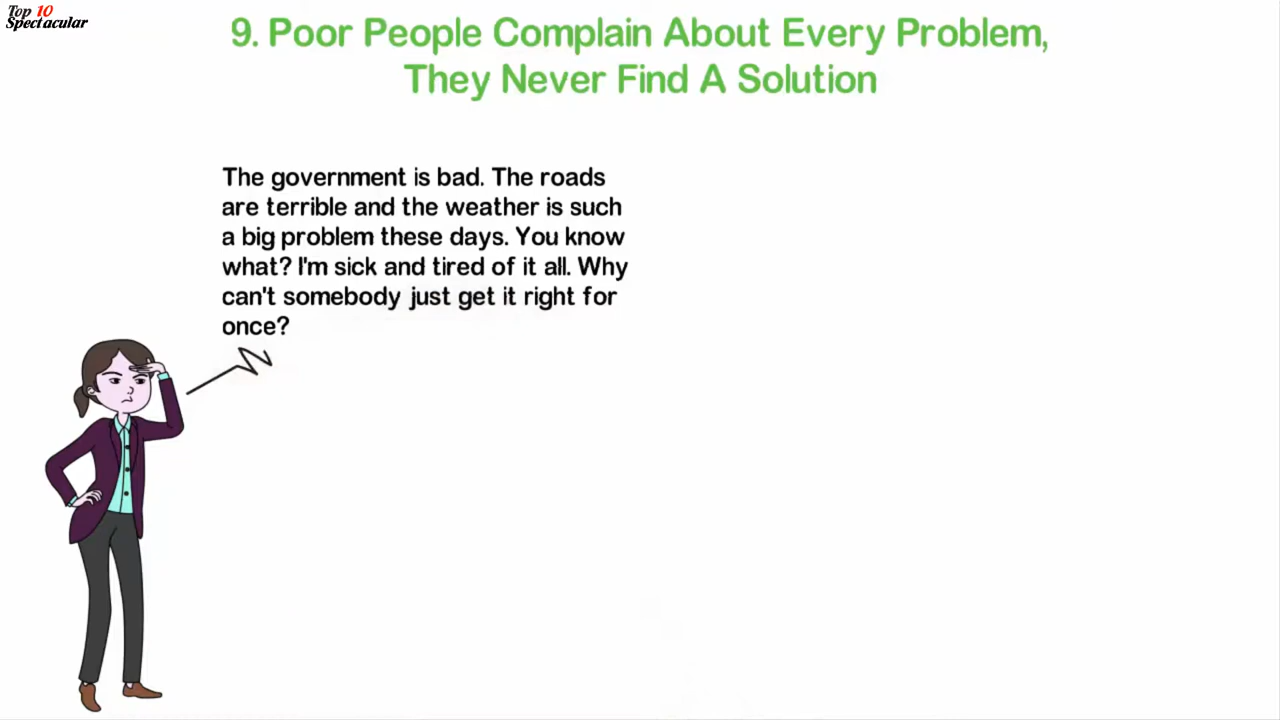 Top 10
Spectacular
9. Poor People Complain About Every Problem,
They Never Find A Solution
The government is bad. The roads
are terrible and the weather is such
a big problem these days. You know
what? I'm sick and tired of it all. Why
can't somebody just get it right for
once?